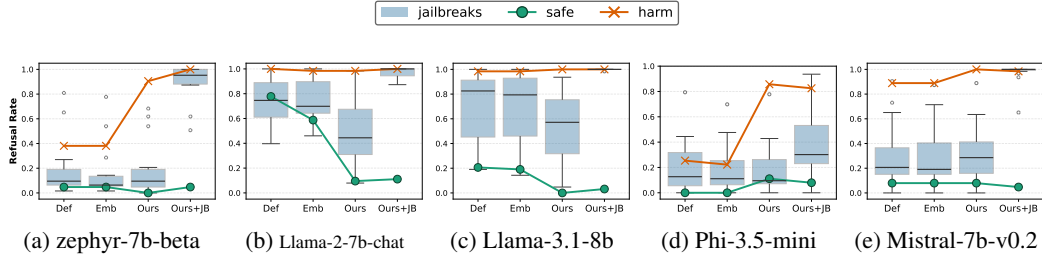 jailbreaks safe harm
Refusal Rate
1.0 0.8 0.6 0.4 0.2 0.0
Def Emb Ours Ours+JB
(a) zephyr-7b-beta
1.0 0.8 0.6 0.4 0.2 0.0
Def Emb Ours Ours+JB
(b) Llama-2-7b-chat
1.0 0.8 0.6 0.4 0.2 0.0
Def Emb Ours Ours+JB
(c) Llama-3.1-8b
1.0 0.8 0.6 0.4 0.2 0.0
Def Emb Ours Ours+JB
(d) Phi-3.5-mini
1.0 0.8 0.6 0.4 0.2 0.0
Def Emb Ours Ours+JB
(e) Mistral-7b-v0.2